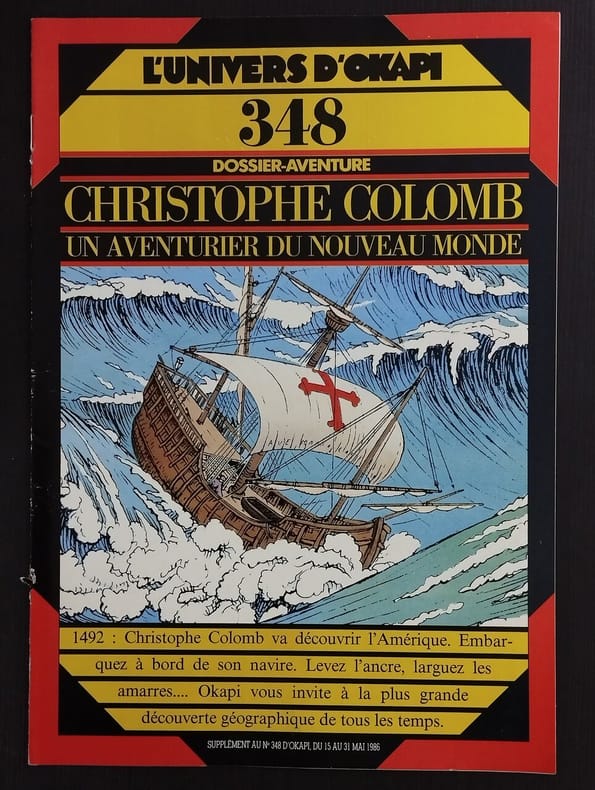 L'UNIVERS D'OKAPI
348
DOSSIER-AVENTURE
CHRISTOPHE COLOMB
UN AVENTURIER DU NOUVEAU MONDE
1492 : Christophe Colomb va découvrir l'Amérique. Embar-
quez à bord de son navire. Levez l'ancre, larguez les
amarres.... Okapi vous invite à la plus grande
découverte géographique de tous les temps.
SUPPLÉMENT AU Nº 348 D'OKAPI, DU 15 AU 31 MAI 1986